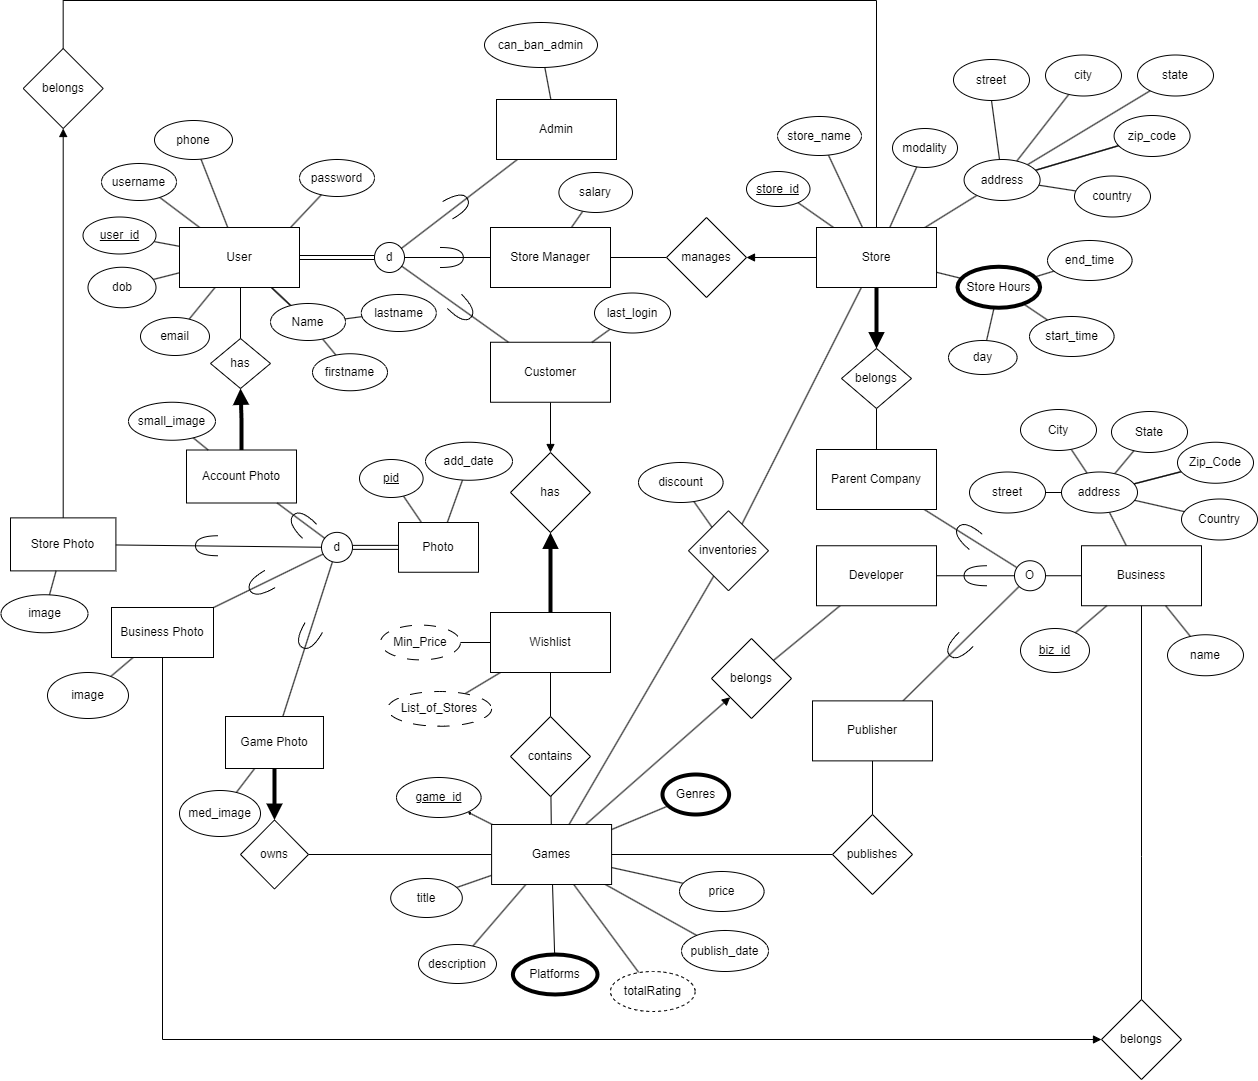 can_ban_admin
street
city
state
belongs
Admin
phone
store_name
zip_code
modality
username
password
store_id
address
salary
country
user_id
User
d
Store Manager
manages
Store
end_time
dob
Store Hours
lastname
last_login
Name
email
start_time
has
day
firstname
Customer
belongs
small_image
City
State
add_date
Zip_Code
Account Photo
pid
Parent Company
discount
street
address
has
Country
Store Photo
d
Photo
inventories
Developer
O
Business
image
Business Photo
Min_Price
Wishlist
biz_id
name
belongs
image
List_of_Stores
Publisher
Game Photo
contains
Genres
game_id
med_image
owns
Games
publishes
title
price
publish_date
description
Platforms
totalRating
belongs